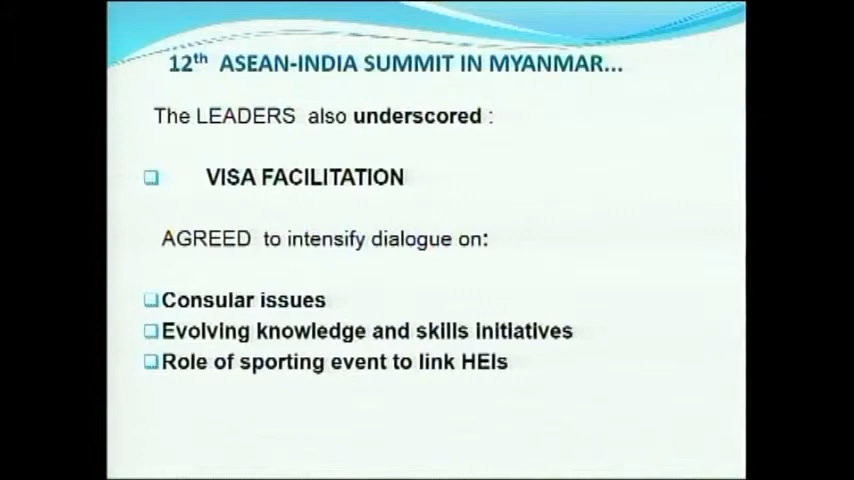 12th ASEAN-INDIA SUMMIT IN MYANMAR...
The LEADERS also underscored :
VISA FACILITATION
AGREED to intensify dialogue on:
Consular issues
Evolving knowledge and skills initiatives
Role of sporting event to link HEIs